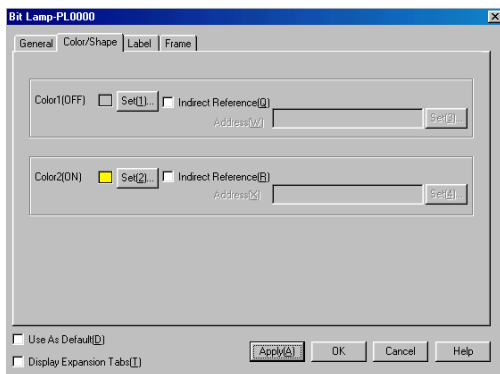 Bit Lamp-PL0000
General Color/Shape Label Frame
Color1(OFF) Set(1)... Indirect Reference(Q)
Address(W) Set(3)...
Color2(ON) Set(2)... Indirect Reference(R)
Address(X) Set(4)...
Use As Default(D)
Display Expansion Tabs(T)
Apply(A) OK Cancel Help